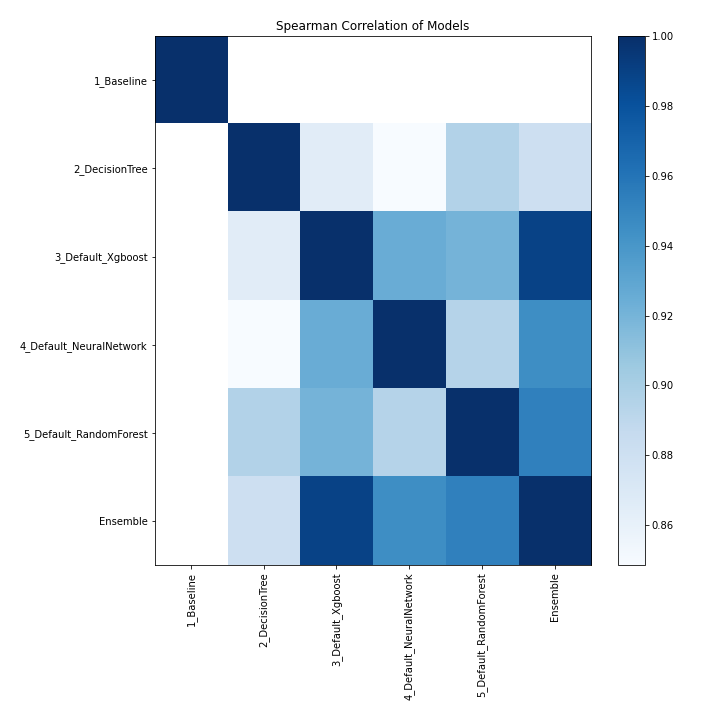 Spearman Correlation of Models
1_Baseline
2_DecisionTree
3_Default_Xgboost
4_Default_NeuralNetwork
5_Default_RandomForest
Ensemble
1_Baseline
2_DecisionTree
3_Default_Xgboost
4_Default_NeuralNetwork
5_Default_RandomForest
Ensemble
1.00
0.98
0.96
0.94
0.92
0.90
0.88
0.86